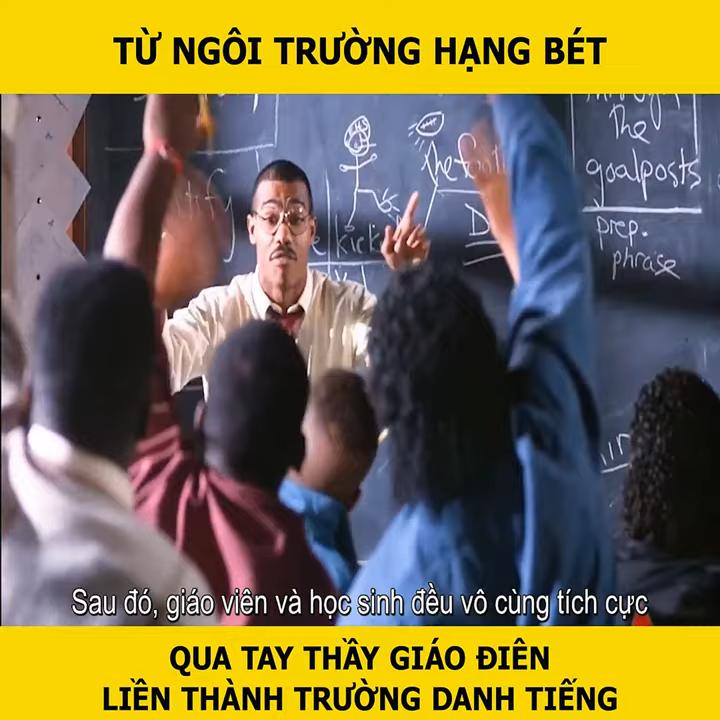 TỪ NGÔI TRƯỜNG HẠNG BÉT
The
goalposts
kick
prep.
phrase
Sau đó, giáo viên và học sinh đều vô cùng tích cực
QUA TAY THẦY GIÁO ĐIÊN
LIỀN THÀNH TRƯỜNG DANH TIẾNG